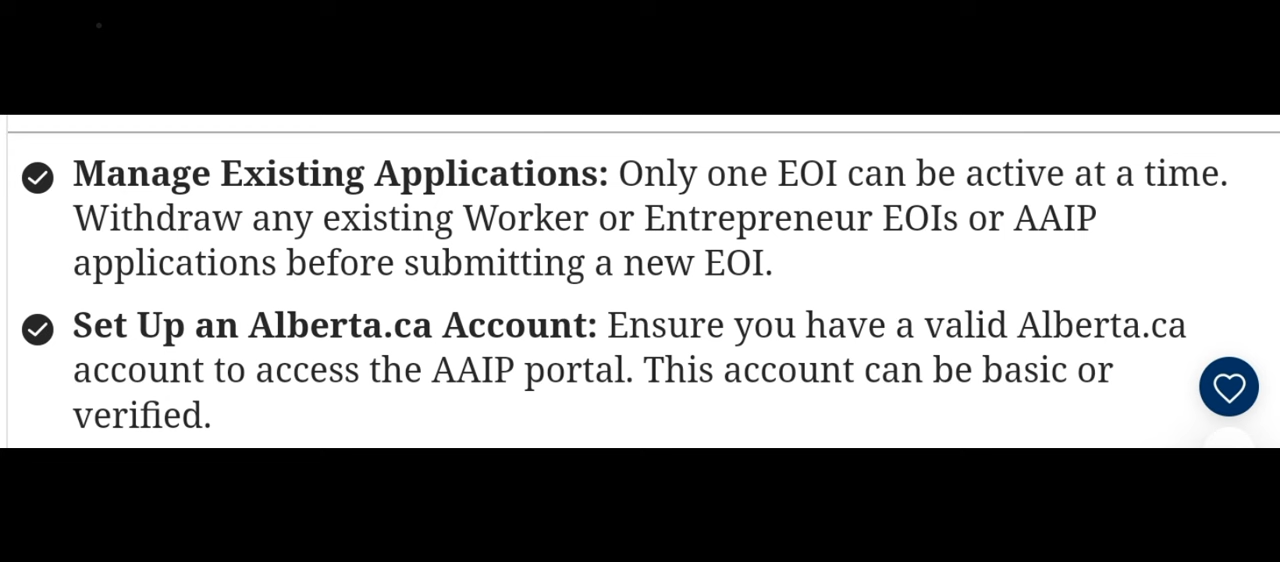 Manage Existing Applications: Only one EOI can be active at a time.
Withdraw any existing Worker or Entrepreneur EOIs or AAIP
applications before submitting a new EOI.
Set Up an Alberta.ca Account: Ensure you have a valid Alberta.ca
account to access the AAIP portal. This account can be basic or
verified.